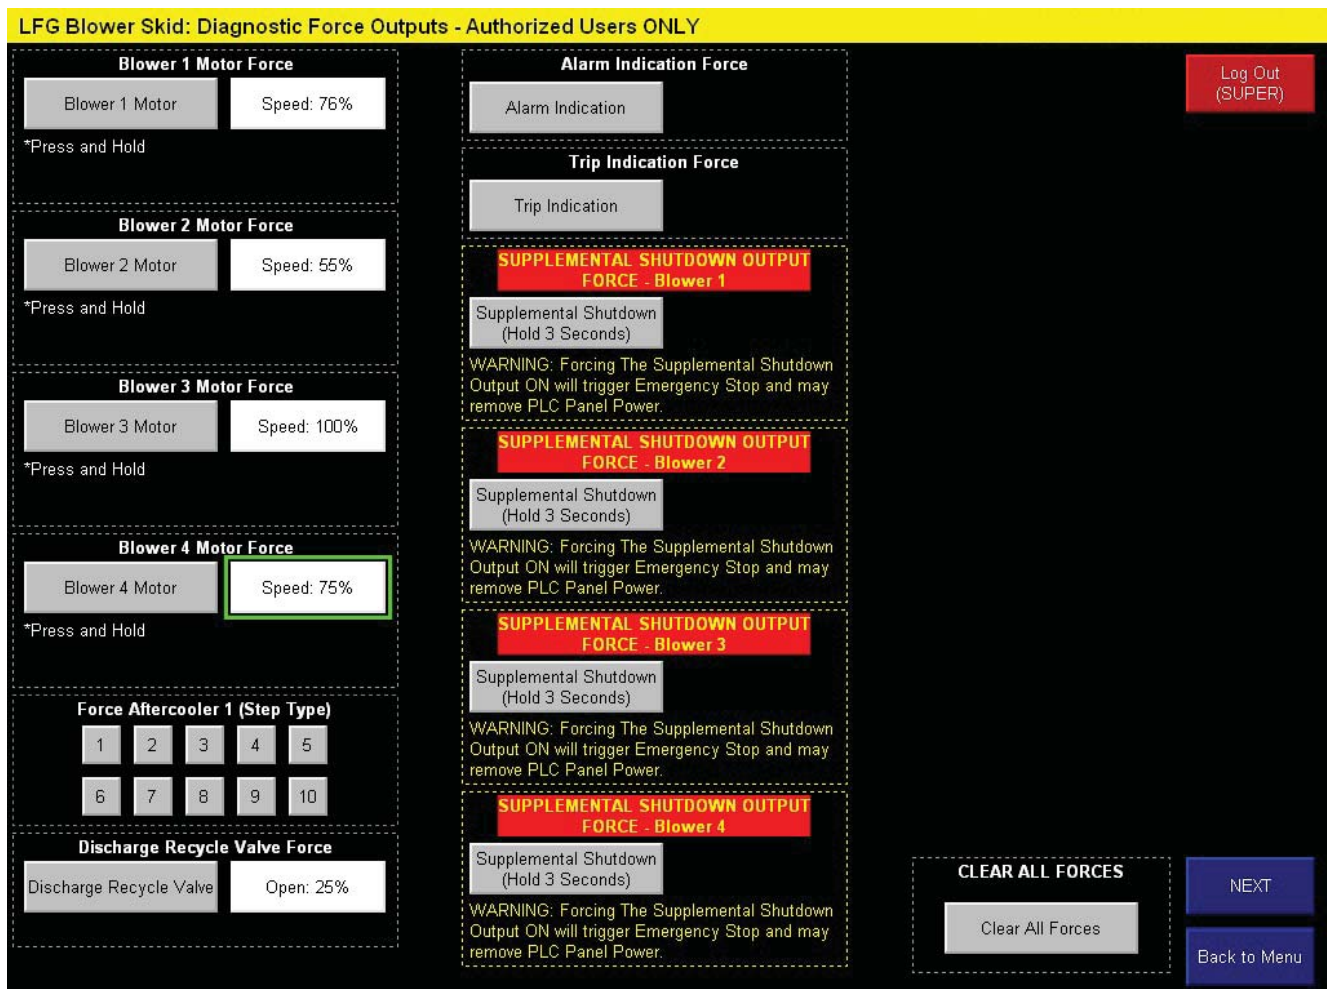 LFG Blower Skid: Diagnostic Force Outputs - Authorized Users ONLY
Blower 1 Motor Force
Blower 1 Motor
Speed: 76%
*Press and Hold
Blower 2 Motor Force
Blower 2 Motor
Speed: 55%
*Press and Hold
Blower 3 Motor Force
Blower 3 Motor
Speed: 100%
*Press and Hold
Blower 4 Motor Force
Blower 4 Motor
Speed: 75%
*Press and Hold
Force Aftercooler 1 (Step Type)
1 2 3 4 5
6 7 8 9 10
Discharge Recycle Valve Force
Discharge Recycle Valve
Open: 25%
Alarm Indication Force
Alarm Indication
Trip Indication Force
Trip Indication
SUPPLEMENTAL SHUTDOWN OUTPUT
FORCE - Blower 1
Supplemental Shutdown
(Hold 3 Seconds)
WARNING: Forcing The Supplemental Shutdown
Output ON will trigger Emergency Stop and may
remove PLC Panel Power.
SUPPLEMENTAL SHUTDOWN OUTPUT
FORCE - Blower 2
Supplemental Shutdown
(Hold 3 Seconds)
WARNING: Forcing The Supplemental Shutdown
Output ON will trigger Emergency Stop and may
remove PLC Panel Power.
SUPPLEMENTAL SHUTDOWN OUTPUT
FORCE - Blower 3
Supplemental Shutdown
(Hold 3 Seconds)
WARNING: Forcing The Supplemental Shutdown
Output ON will trigger Emergency Stop and may
remove PLC Panel Power.
SUPPLEMENTAL SHUTDOWN OUTPUT
FORCE - Blower 4
Supplemental Shutdown
(Hold 3 Seconds)
WARNING: Forcing The Supplemental Shutdown
Output ON will trigger Emergency Stop and may
remove PLC Panel Power.
Log Out
(SUPER)
CLEAR ALL FORCES
Clear All Forces
NEXT
Back to Menu